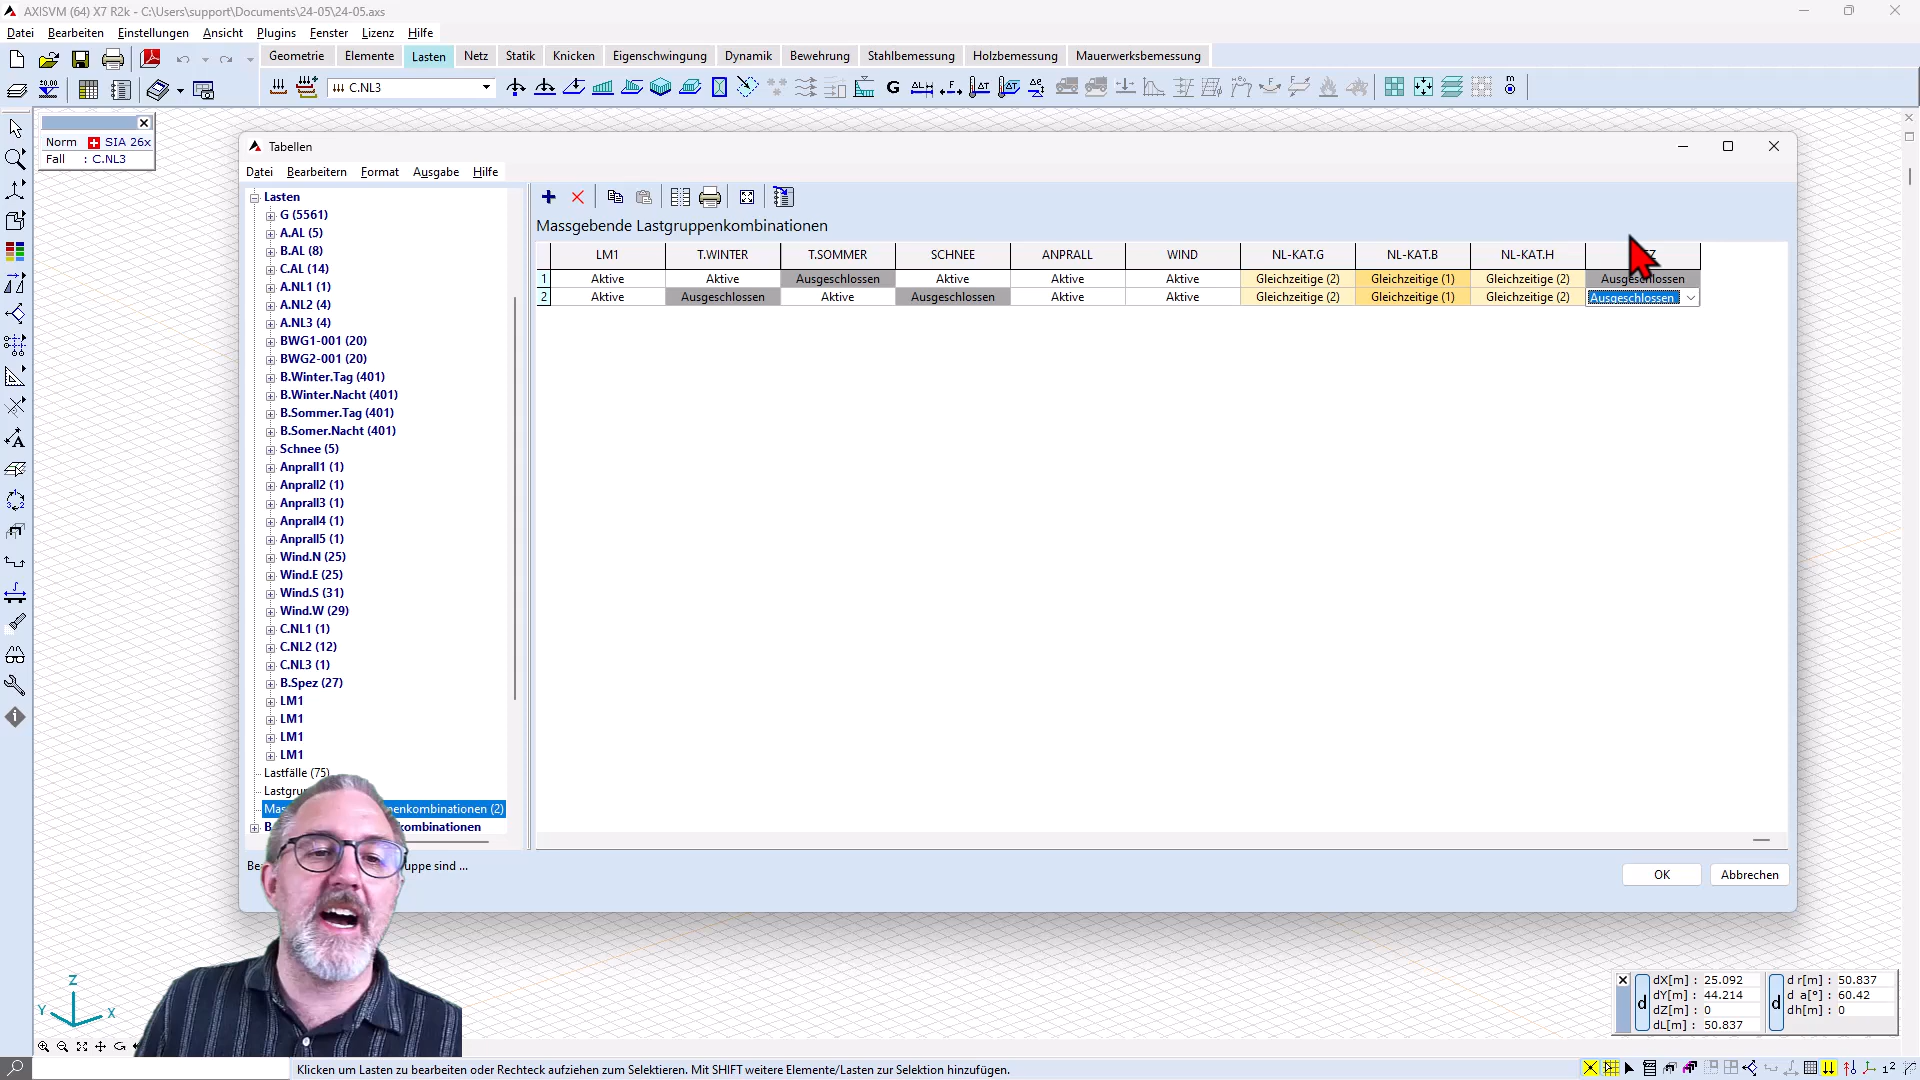 AXISVM (64) X7 R2k - C:\Users\support\Documents\24-05\24-05.axs
Datei Bearbeiten Einstellungen Ansicht Plugins Fenster Lizenz Hilfe
Geometrie Elemente Lasten Netz Statik Knicken Eigenschwingung Dynamik Bewehrung Stahlbemessung Holzbemessung Mauerwerksbemessung
C.NL3
Norm SIA 26x
Fall : C.NL3
Tabellen
Datei Bearbeitern Format Ausgabe Hilfe
Lasten
G (5561)
A.AL (5)
B.AL (8)
C.AL (14)
A.NL1 (1)
A.NL2 (4)
A.NL3 (4)
BWG1-001 (20)
BWG2-001 (20)
B.Winter.Tag (401)
B.Winter.Nacht (401)
B.Sommer.Tag (401)
B.Somer.Nacht (401)
Schnee (5)
Anprall1 (1)
Anprall2 (1)
Anprall3 (1)
Anprall4 (1)
Anprall5 (1)
Wind.N (25)
Wind.E (25)
Wind.S (31)
Wind.W (29)
C.NL1 (1)
C.NL2 (12)
C.NL3 (1)
B.Spez (27)
LM1
LM1
LM1
LM1
Lastfälle (75)
Massgebende Lastgruppenkombinationen
LM1 T.WINTER T.SOMMER SCHNEE ANPRALL WIND NL-KAT.G NL-KAT.B NL-KAT.H
1 Aktive Aktive Ausgeschlossen Aktive Aktive Aktive Gleichzeitige (2) Gleichzeitige (1) Gleichzeitige (2) Ausgeschlossen
2 Aktive Ausgeschlossen Aktive Ausgeschlossen Aktive Aktive Gleichzeitige (2) Gleichzeitige (1) Gleichzeitige (2) Ausgeschlossen
sind ...
OK Abbrechen
Z
Y X
dX[m] : 25.092
dY[m] : 44.214
dZ[m] : 0
dL[m] : 50.837
d r[m] : 50.837
d a[°] : 60.42
dh[m] : 0
Klicken um Lasten zu bearbeiten oder Rechteck aufziehen zum Selektieren. Mit SHIFT weitere Elemente/Lasten zur Selektion hinzufügen.